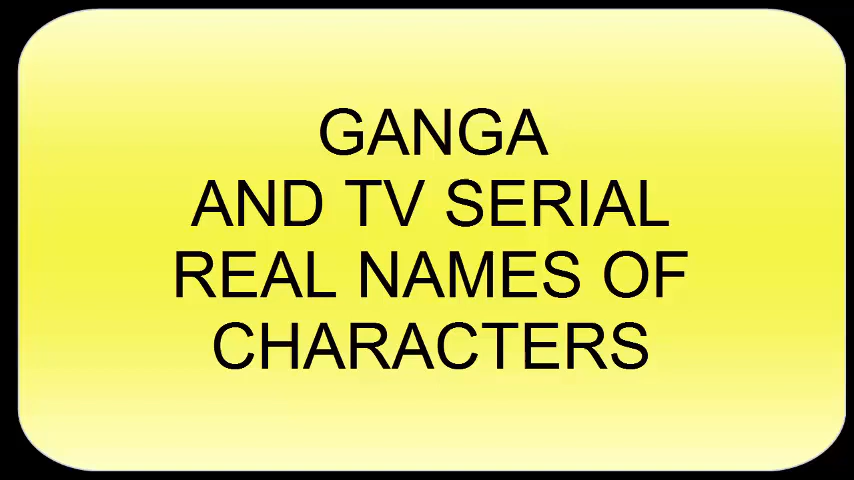 GANGA
AND TV SERIAL
REAL NAMES OF
CHARACTERS